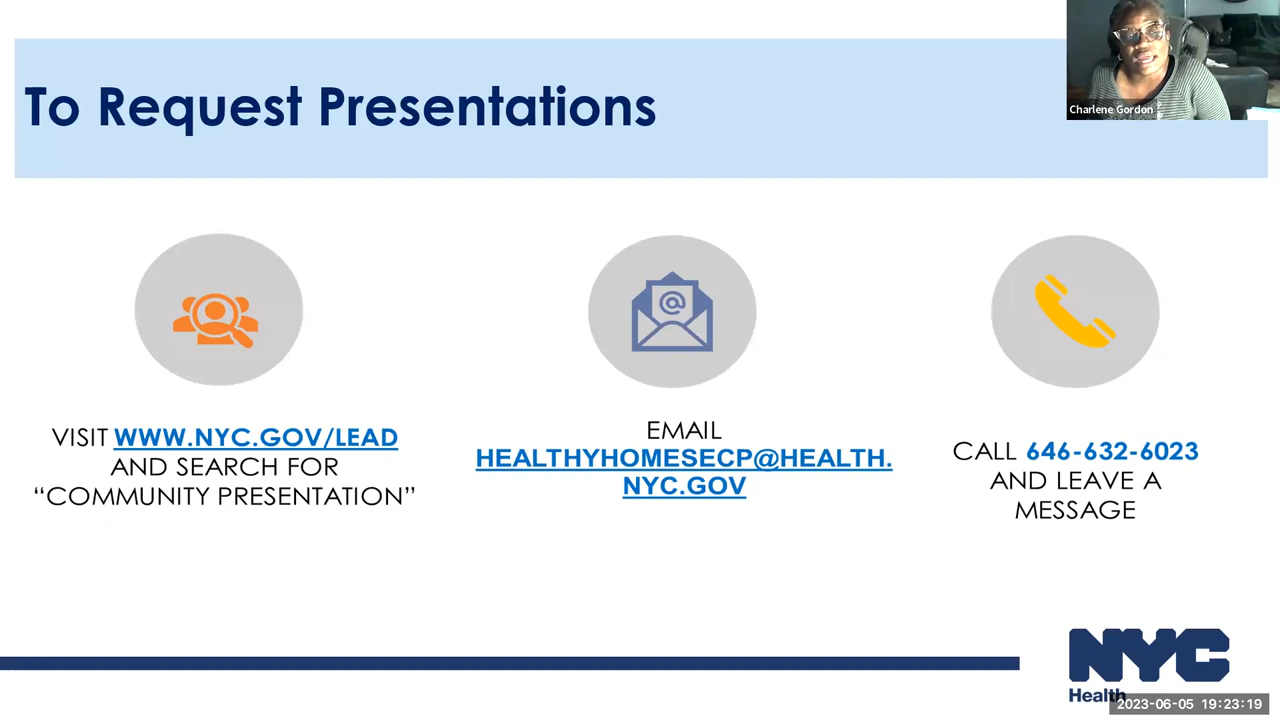 Charlene Gordon
To Request Presentations
@
VISIT WWW.NYC.GOV/LEAD
AND SEARCH FOR
“COMMUNITY PRESENTATION”
EMAIL
HEALTHYHOMESECP@HEALTH.
NYC.GOV
CALL 646-632-6023
AND LEAVE A
MESSAGE
NYC
Health
2023-06-05 19:23:19